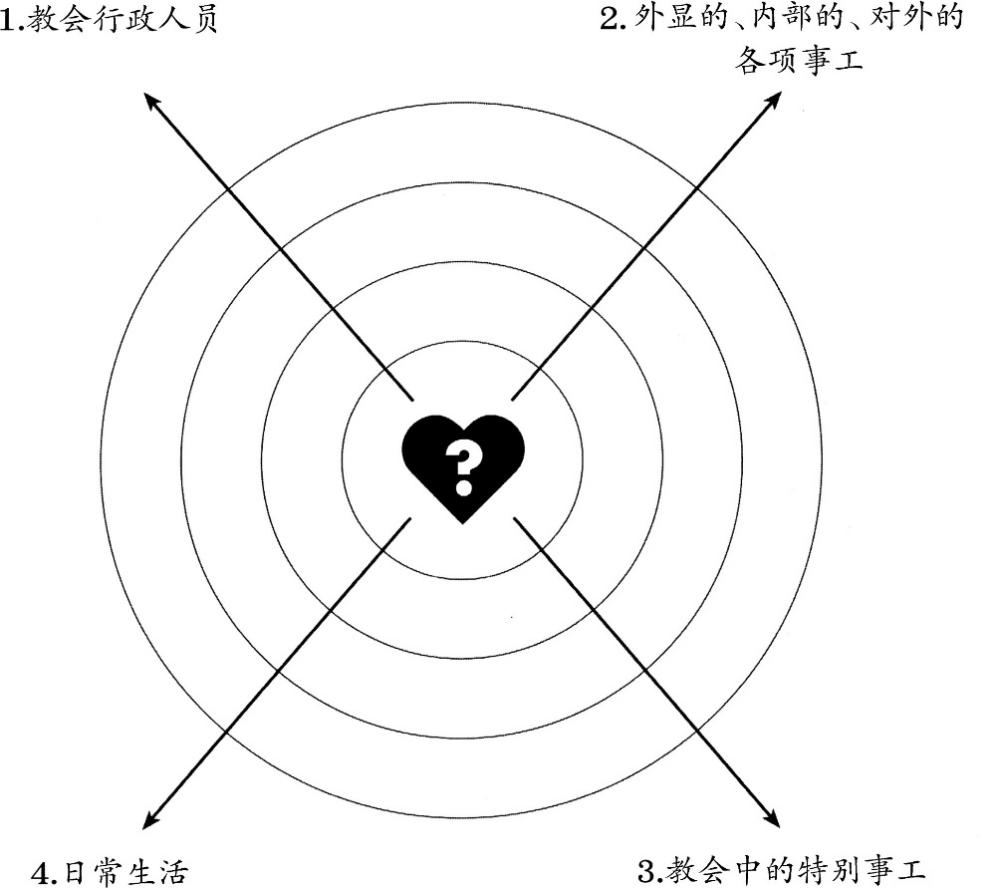 1.教会行政人员
2.外显的、内部的、对外的
各项事工
?
4.日常生活
3.教会中的特别事工